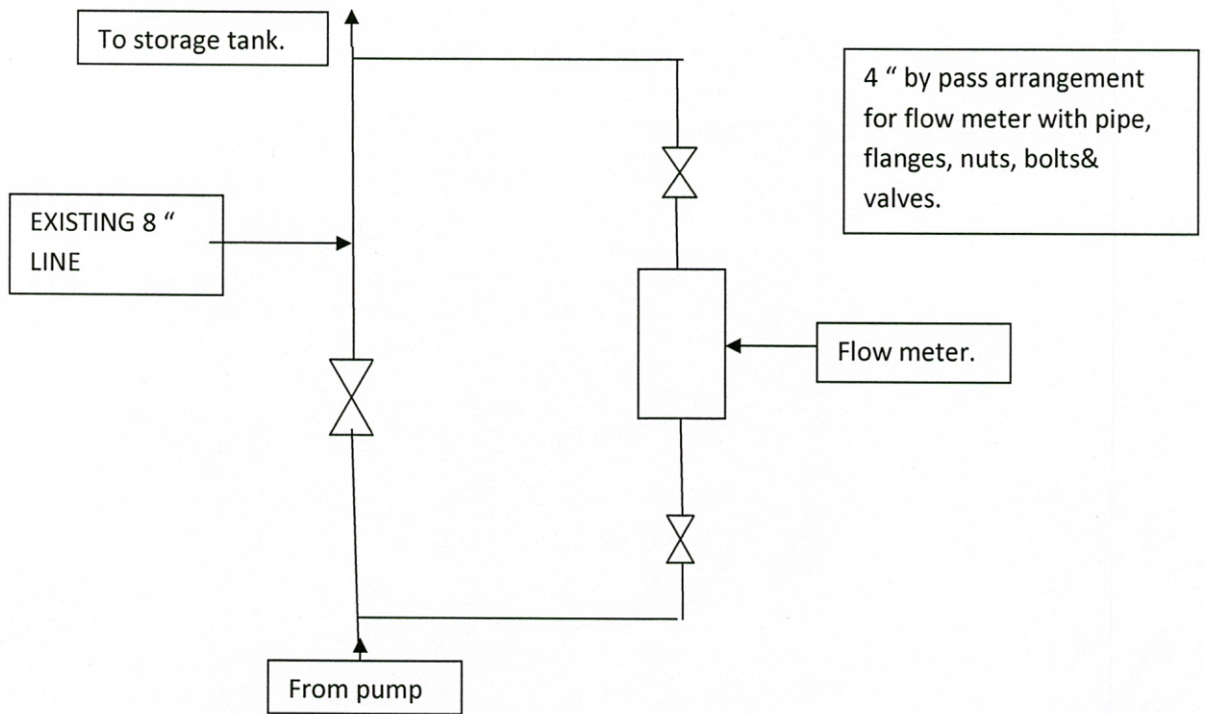 To storage tank.
4 “ by pass arrangement
for flow meter with pipe,
flanges, nuts, bolts&
valves.
EXISTING 8 “
LINE
Flow meter.
From pump